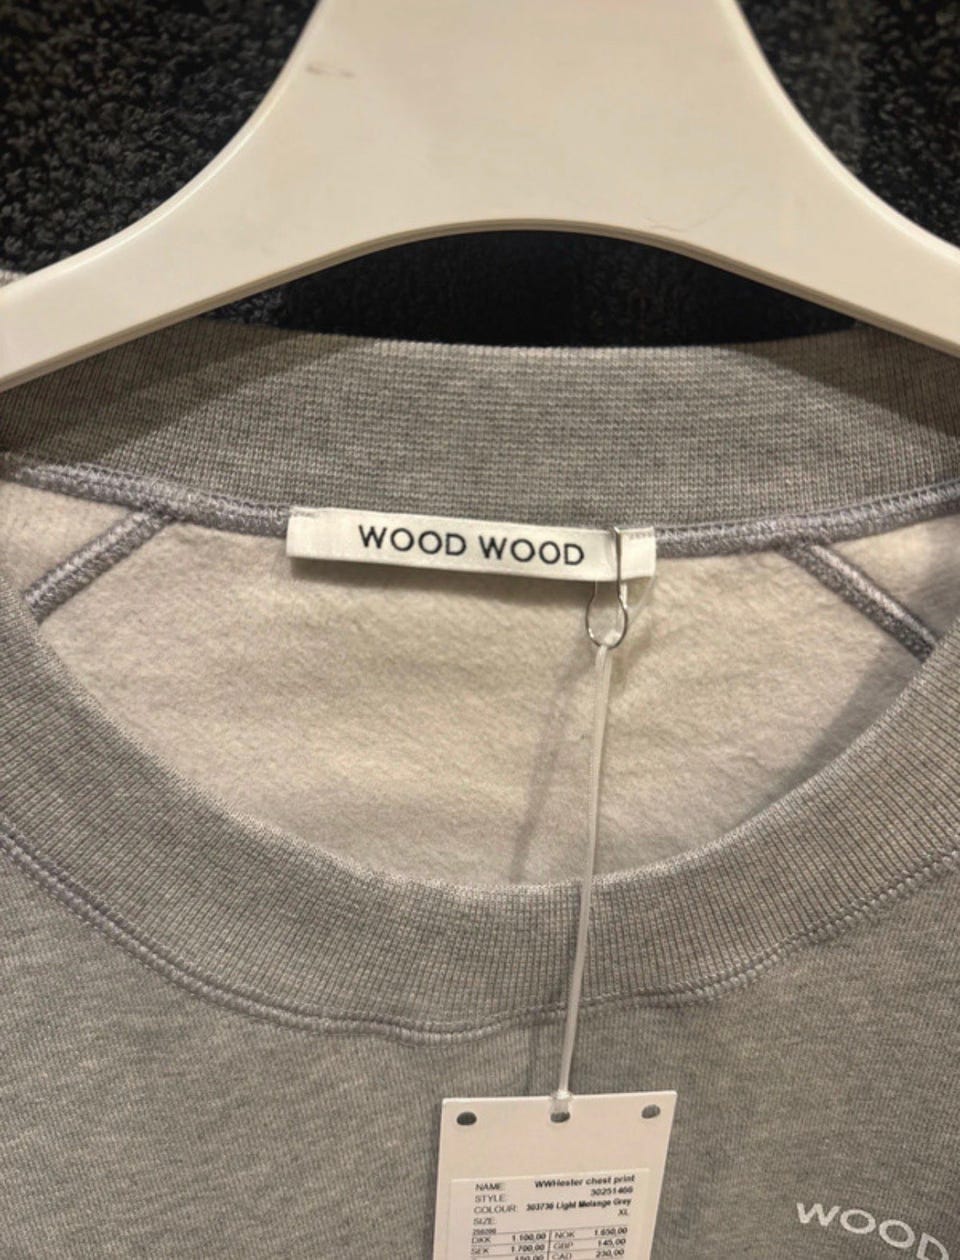 WOOD WOOD
NAME: WWHester chest print
STYLE: 30251466
COLOUR: 303736 Light Melange Grey
SIZE: XL
DKK 1.100,00 NOK 1.650,00
SEK 1.700,00 GBP 145,00
CAD 230,00
WOOD